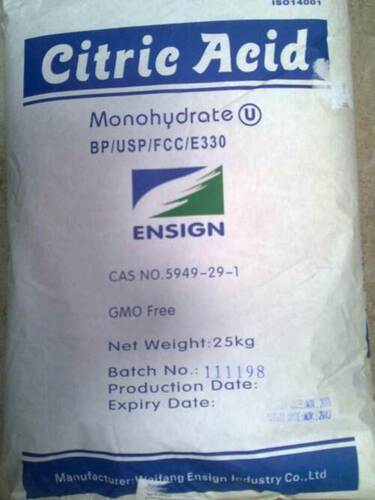 ISO14001
Citric Acid
Monohydrate U
BP/USP/FCC/E330
ENSIGN
CAS NO.5949-29-1
GMO Free
Net Weight:25kg
Batch No.: 111198
Production Date:
Expiry Date:
Manufacturer:Weifang Ensign Industry Co.,Ltd